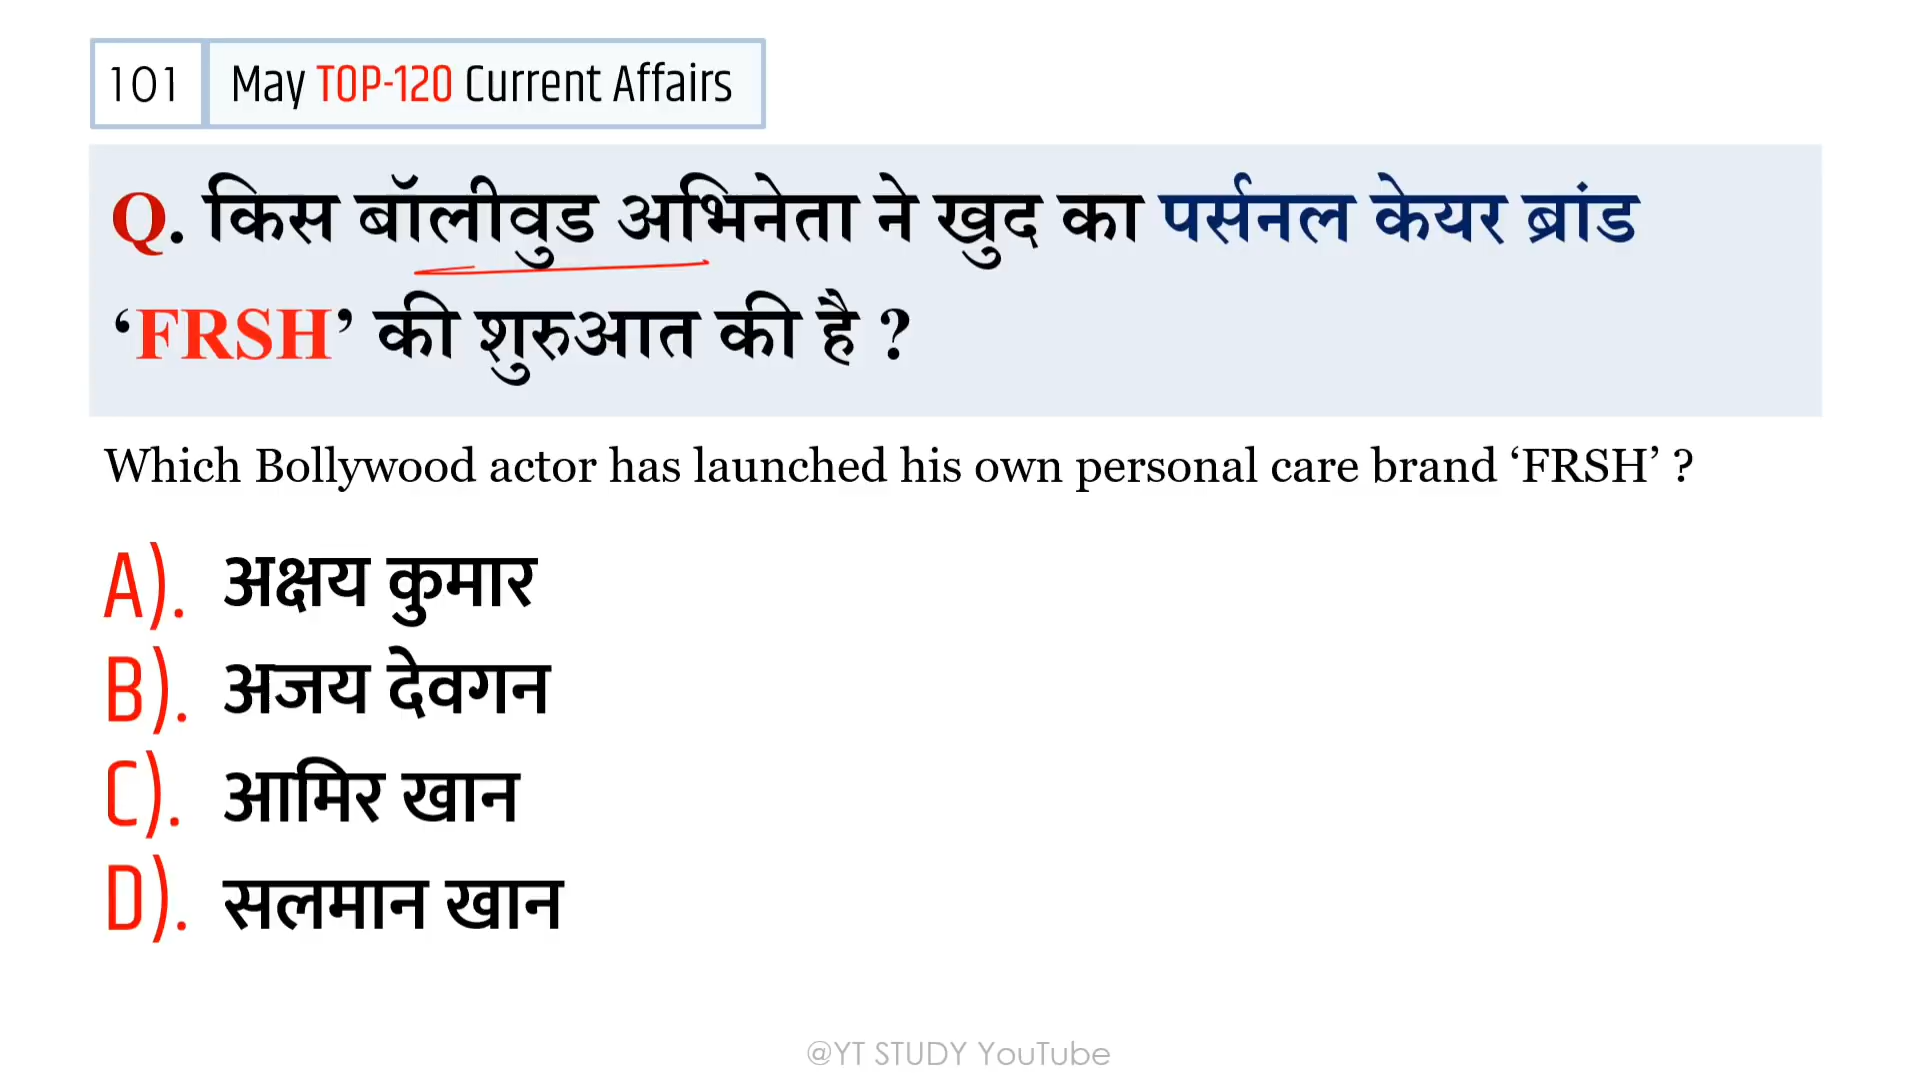 101 May TOP-120 Current Affairs
Q. किस बॉलीवुड अभिनेता ने खुद का पर्सनल केयर ब्रांड
‘FRSH’ की शुरुआत की है ?
Which Bollywood actor has launched his own personal care brand ‘FRSH’ ?
A). अक्षय कुमार
B). अजय देवगन
C). आमिर खान
D). सलमान खान
@YT STUDY YouTube